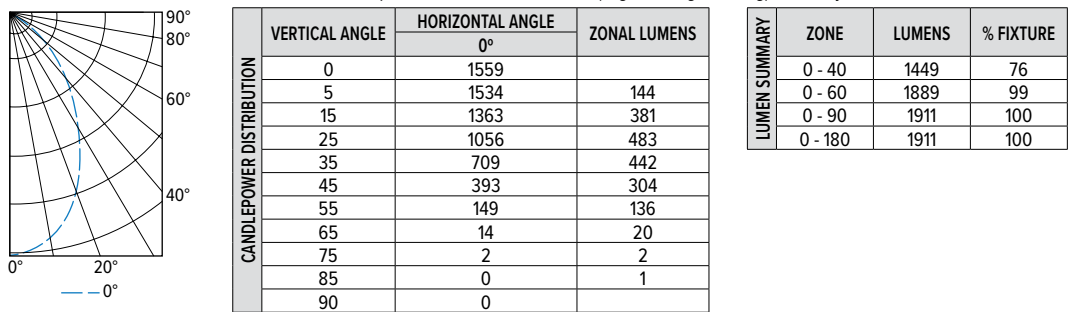 90°
80°
60°
40°
0° 20°
0°
CANDLEPOWER DISTRIBUTION
VERTICAL ANGLE HORIZONTAL ANGLE ZONAL LUMENS
0°
0 1559
5 1534 144
15 1363 381
25 1056 483
35 709 442
45 393 304
55 149 136
65 14 20
75 2 2
85 0 1
90 0
LUMEN SUMMARY
ZONE LUMENS % FIXTURE
0 - 40 1449 76
0 - 60 1889 99
0 - 90 1911 100
0 - 180 1911 100